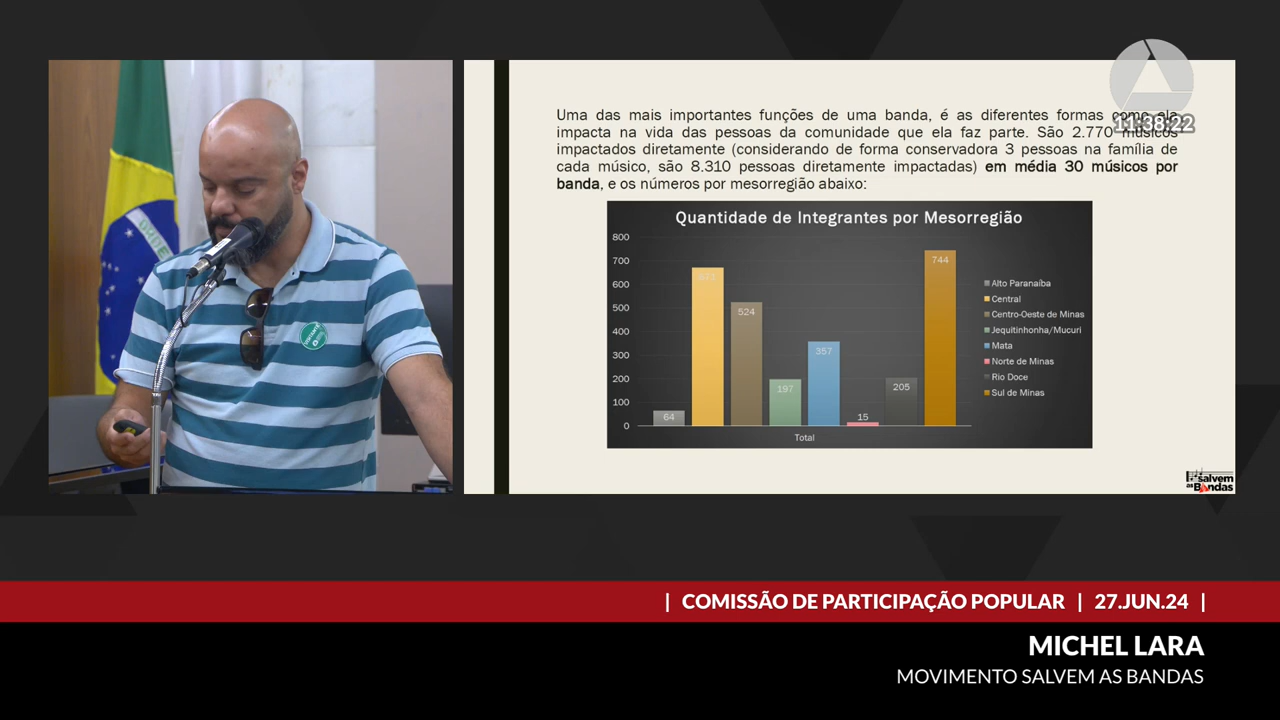 Uma das mais importantes funções de uma banda, é as diferentes formas como ela
impacta na vida das pessoas da comunidade que ela faz parte. São 2.770 músicos
impactados diretamente (considerando de forma conservadora 3 pessoas na família de
cada músico, são 8.310 pessoas diretamente impactadas) em média 30 músicos por
banda, e os números por mesorregião abaixo:
11:38:22
Quantidade de Integrantes por Mesorregião
800
700
600
500
400
300
200
100
0
64
524
197
357
15
205
744
Total
Alto Paranaíba
Central
Centro-Oeste de Minas
Jequitinhonha/Mucuri
Mata
Norte de Minas
Rio Doce
Sul de Minas
salvem
as Bandas
| COMISSÃO DE PARTICIPAÇÃO POPULAR | 27.JUN.24 |
MICHEL LARA
MOVIMENTO SALVEM AS BANDAS